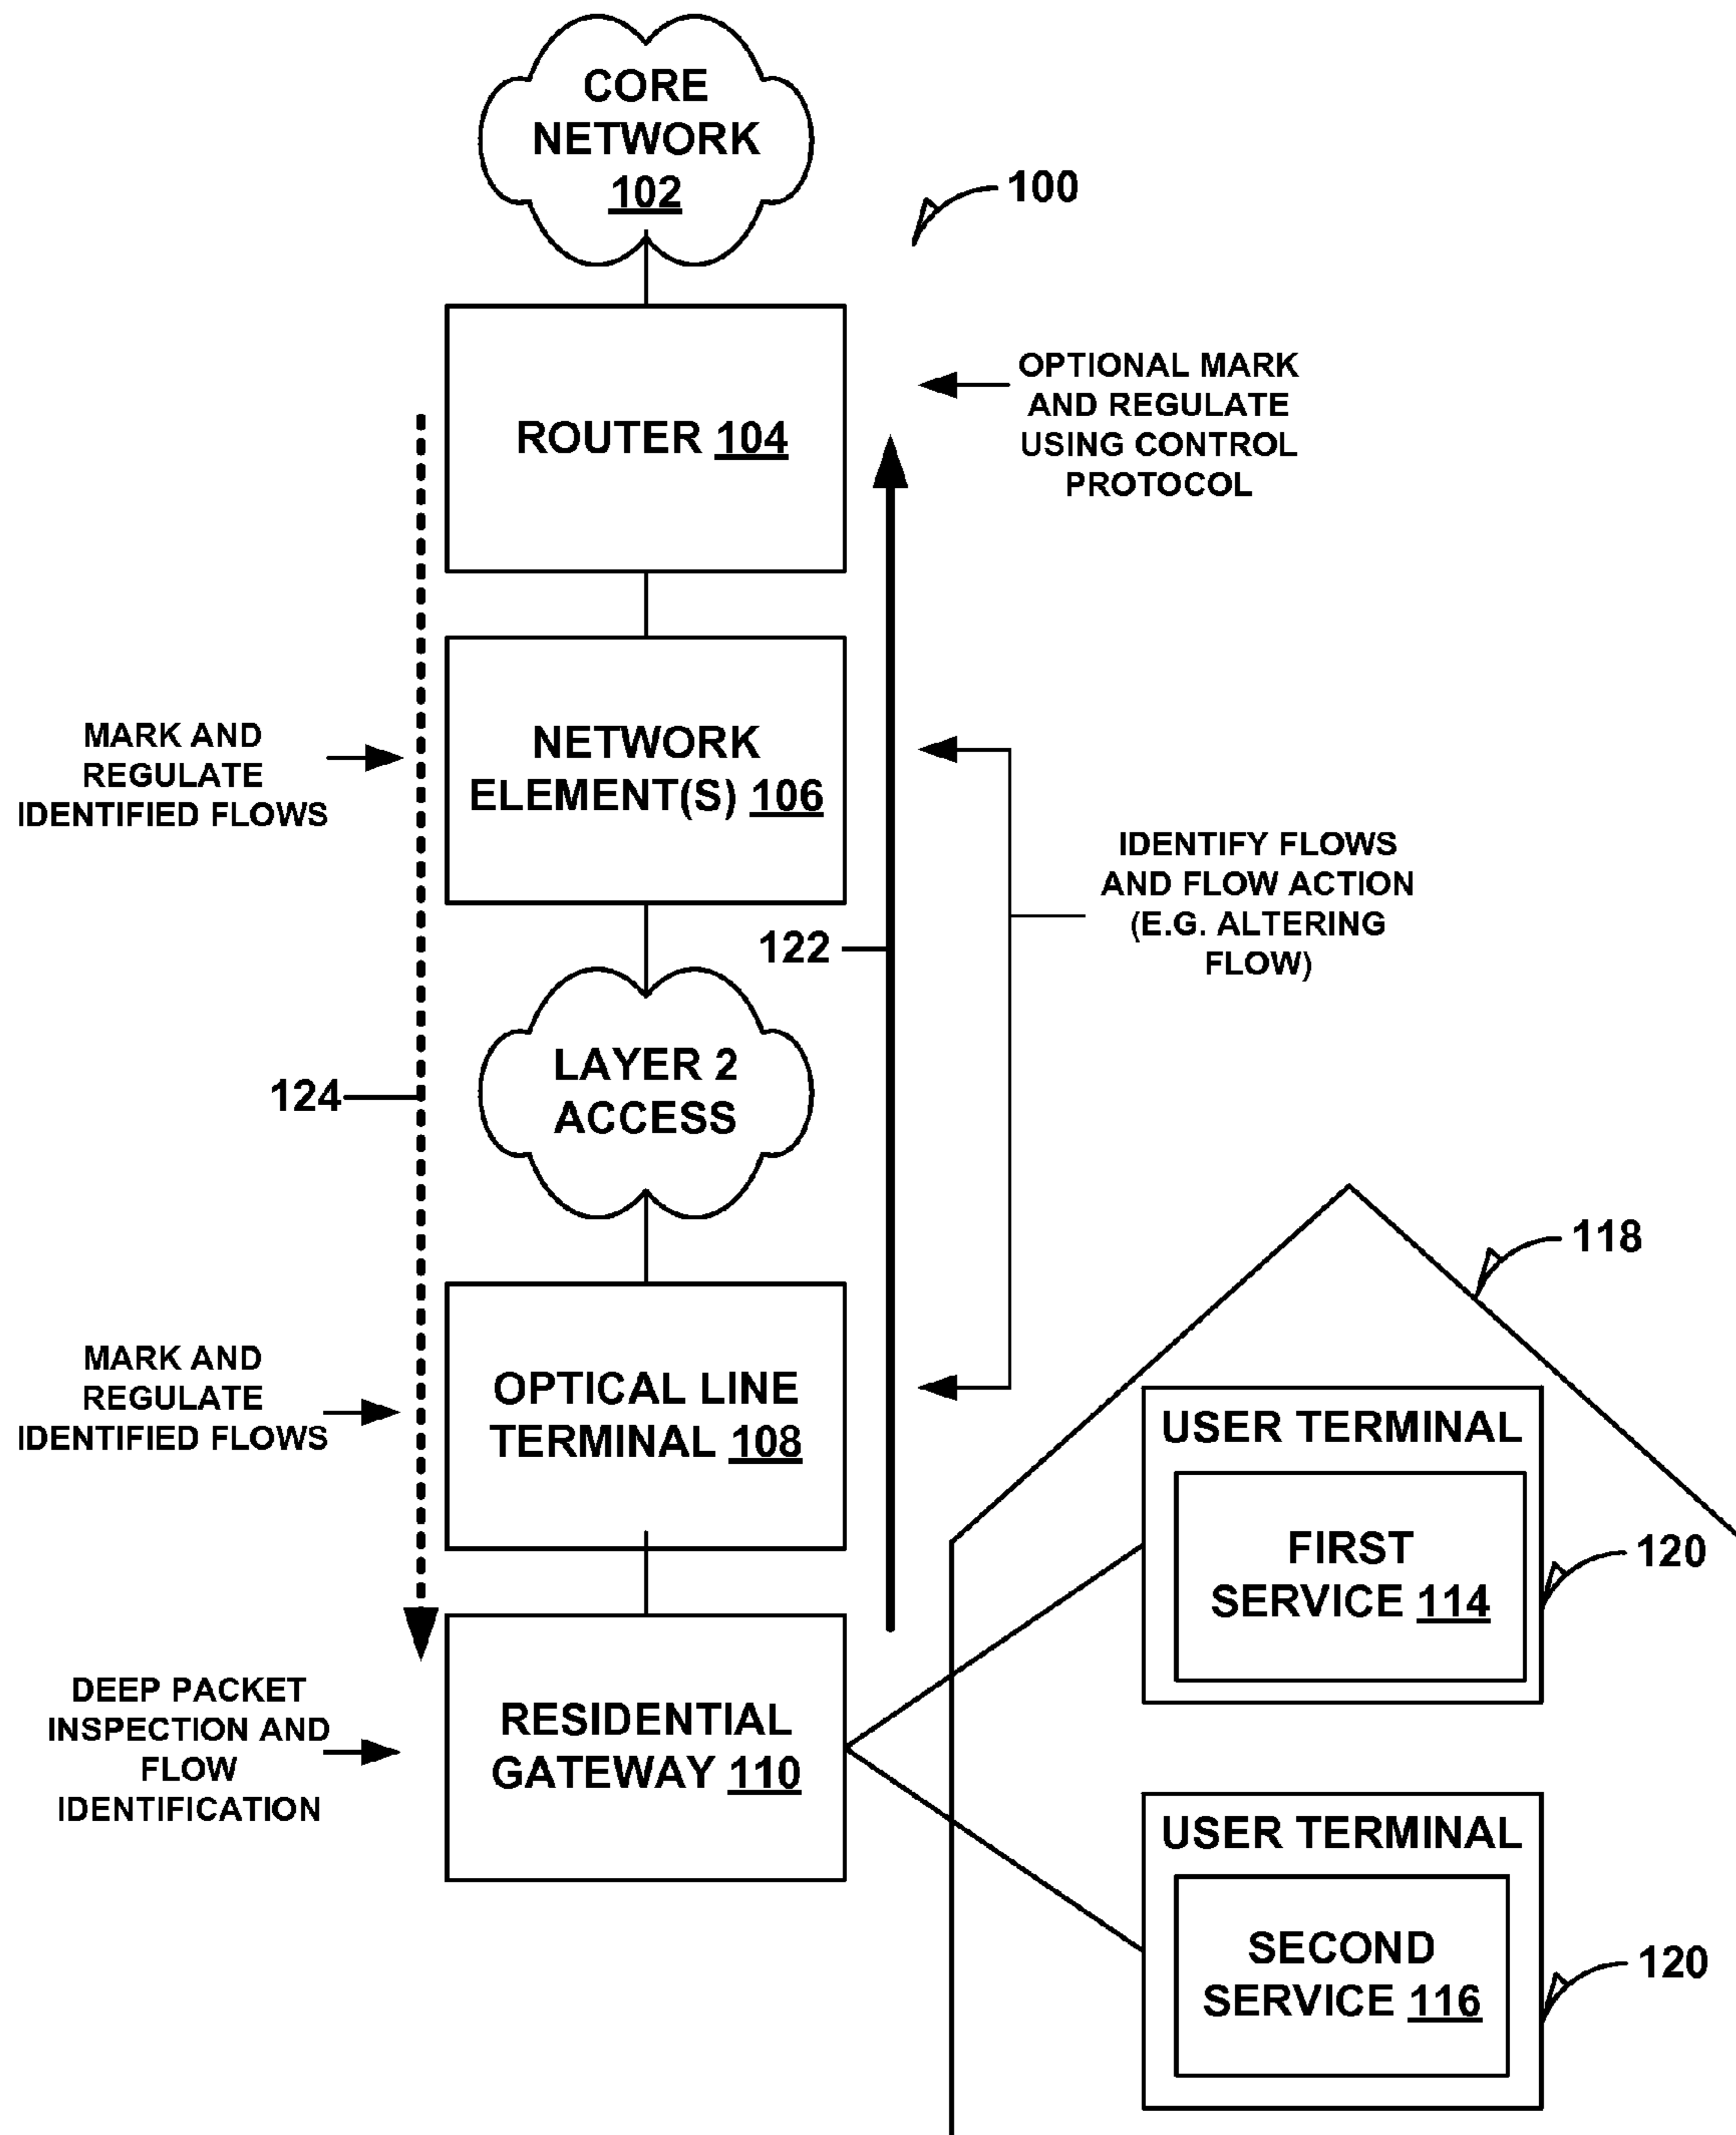 CORE
NETWORK
102
100
ROUTER 104
OPTIONAL MARK
AND REGULATE
USING CONTROL
PROTOCOL
MARK AND
REGULATE
IDENTIFIED FLOWS
NETWORK
ELEMENT(S) 106
IDENTIFY FLOWS
AND FLOW ACTION
(E.G. ALTERING
FLOW)
122
LAYER 2
ACCESS
124
118
MARK AND
REGULATE
IDENTIFIED FLOWS
OPTICAL LINE
TERMINAL 108
USER TERMINAL
FIRST
SERVICE 114
120
DEEP PACKET
INSPECTION AND
FLOW
IDENTIFICATION
RESIDENTIAL
GATEWAY 110
USER TERMINAL
SECOND
SERVICE 116
120